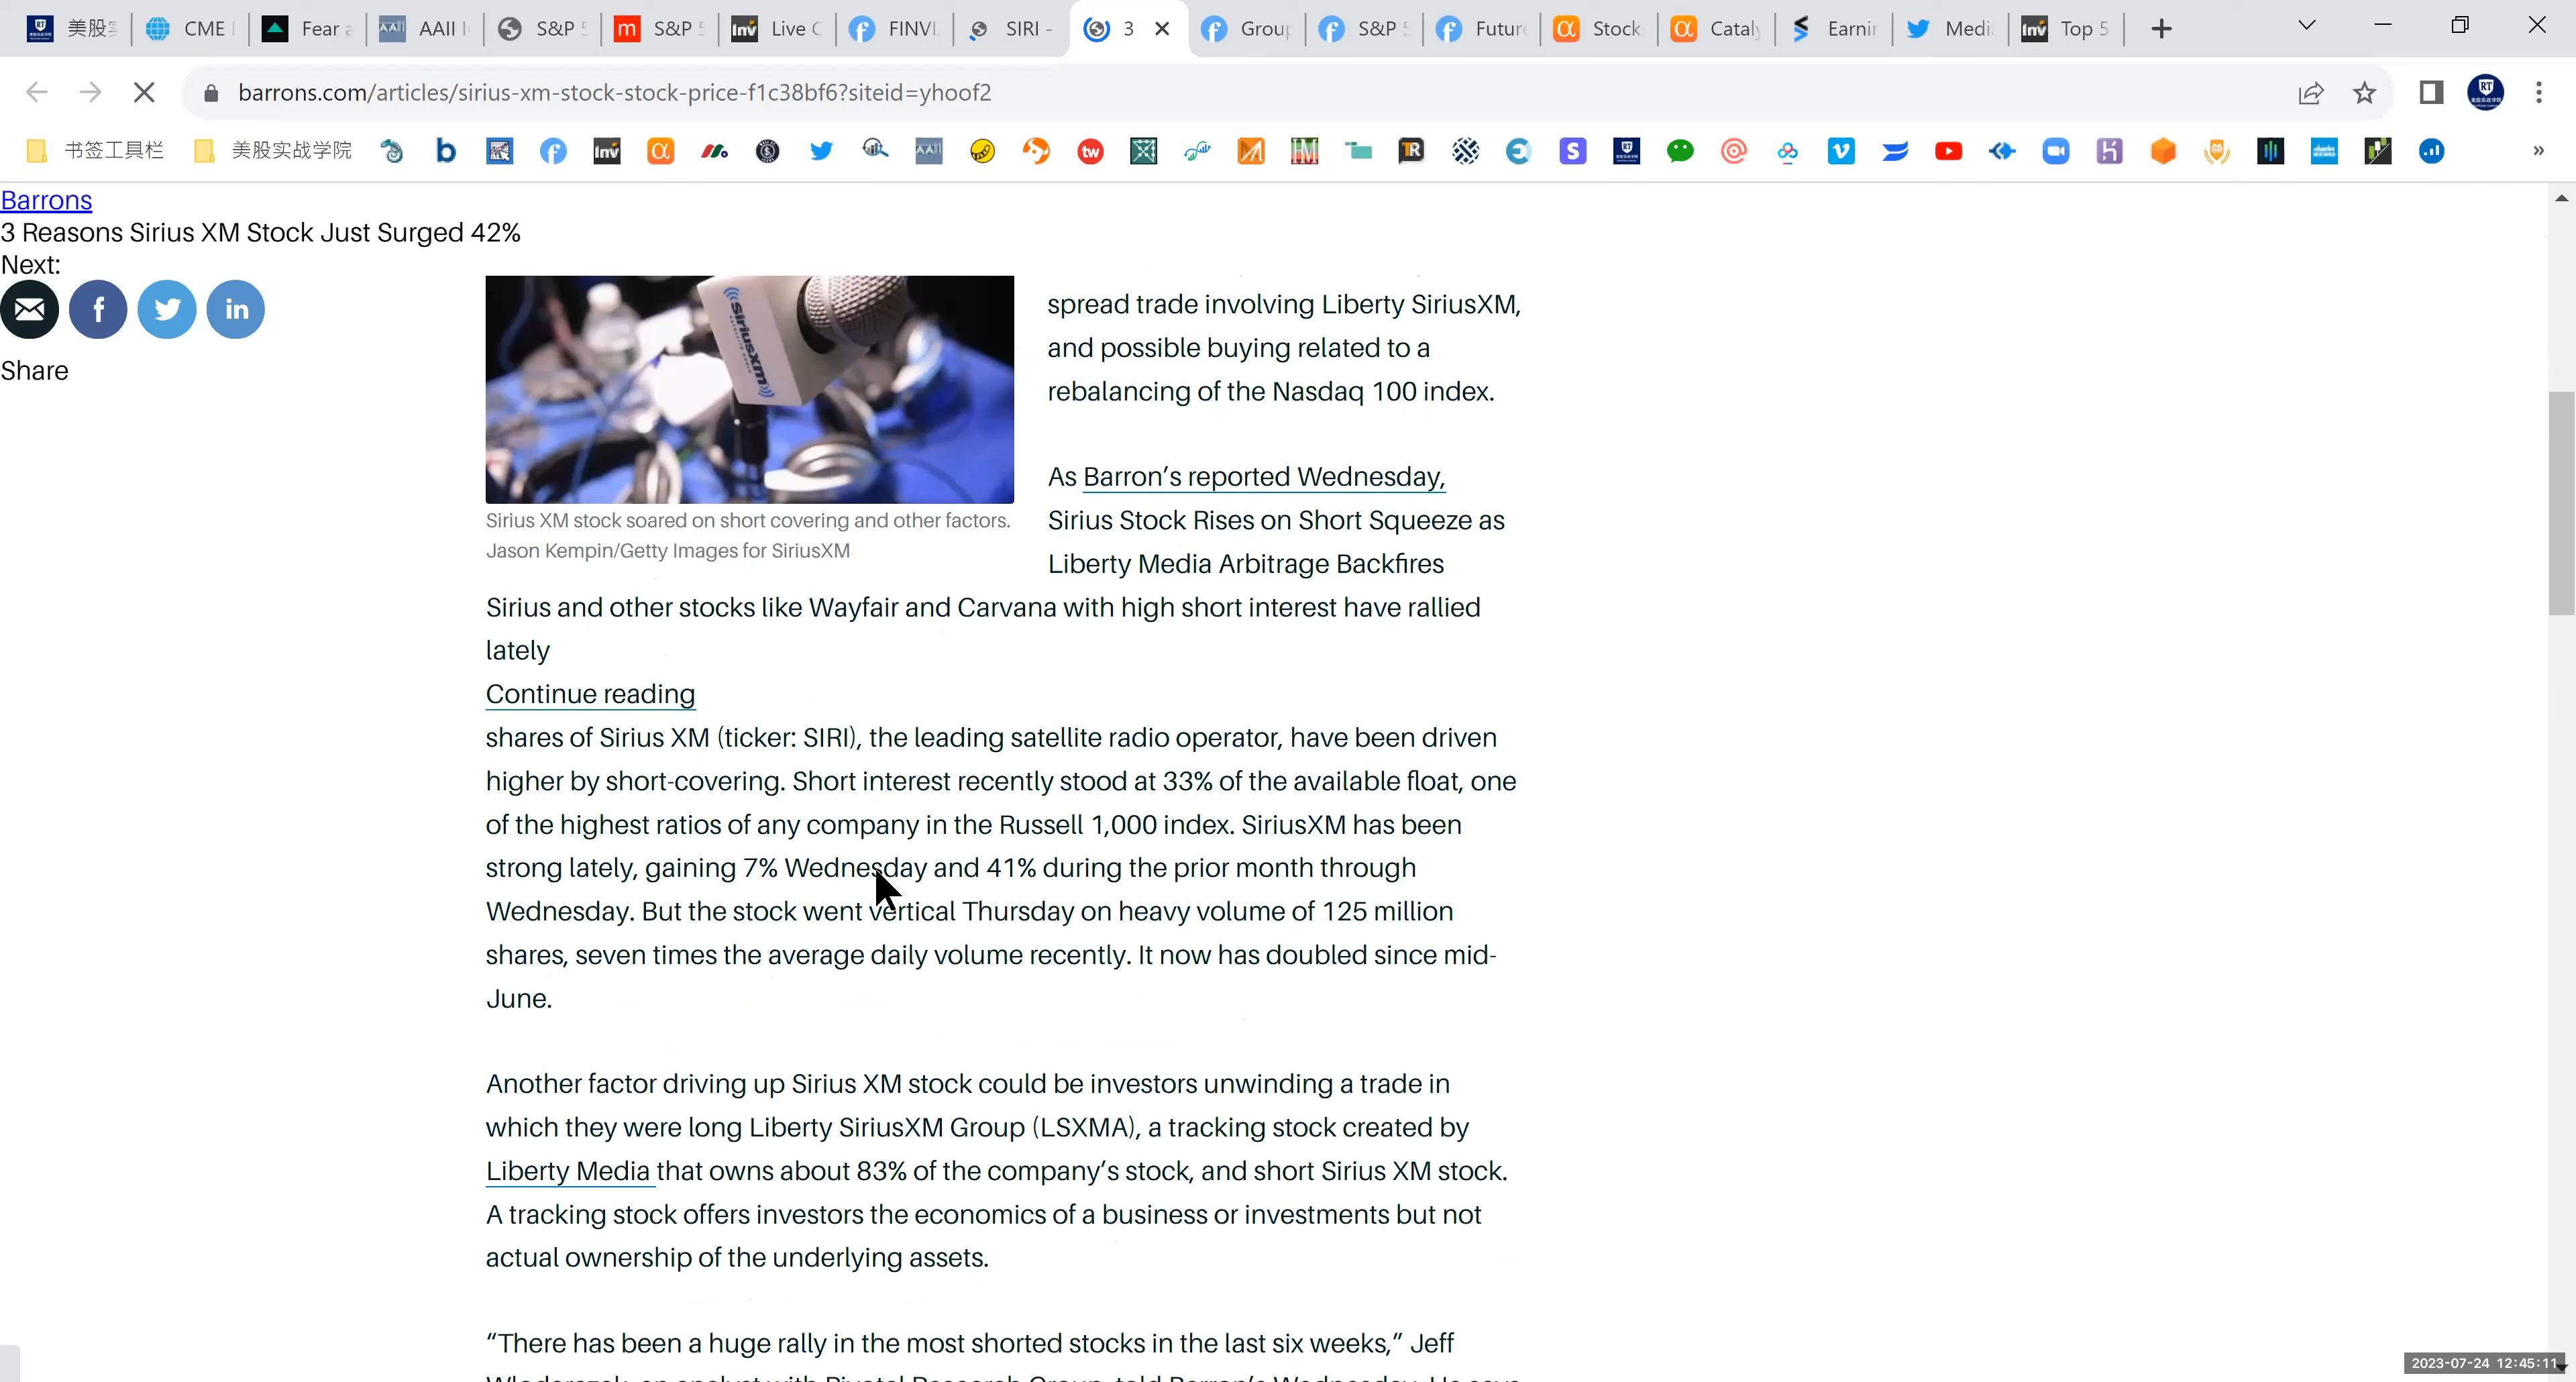 美股
CME
Fear a
AAII I
S&P 5
S&P 5
Live C
FINVI
SIRI -
3
Group
S&P 5
Futur
Stock
Cataly
Earnin
Medi
Top 5
barrons.com/articles/sirius-xm-stock-stock-price-f1c38bf6?siteid=yhoof2
书签工具栏
美股实战学院
Barrons
3 Reasons Sirius XM Stock Just Surged 42%
Next:
Share
SiriusXM
Sirius XM stock soared on short covering and other factors.
Jason Kempin/Getty Images for SiriusXM
spread trade involving Liberty SiriusXM,
and possible buying related to a
rebalancing of the Nasdaq 100 index.
As Barron’s reported Wednesday,
Sirius Stock Rises on Short Squeeze as
Liberty Media Arbitrage Backfires
Sirius and other stocks like Wayfair and Carvana with high short interest have rallied
lately
Continue reading
shares of Sirius XM (ticker: SIRI), the leading satellite radio operator, have been driven
higher by short-covering. Short interest recently stood at 33% of the available float, one
of the highest ratios of any company in the Russell 1,000 index. SiriusXM has been
strong lately, gaining 7% Wednesday and 41% during the prior month through
Wednesday. But the stock went vertical Thursday on heavy volume of 125 million
shares, seven times the average daily volume recently. It now has doubled since mid-
June.
Another factor driving up Sirius XM stock could be investors unwinding a trade in
which they were long Liberty SiriusXM Group (LSXMA), a tracking stock created by
Liberty Media that owns about 83% of the company’s stock, and short Sirius XM stock.
A tracking stock offers investors the economics of a business or investments but not
actual ownership of the underlying assets.
“There has been a huge rally in the most shorted stocks in the last six weeks,” Jeff
2023-07-24 12:45:11